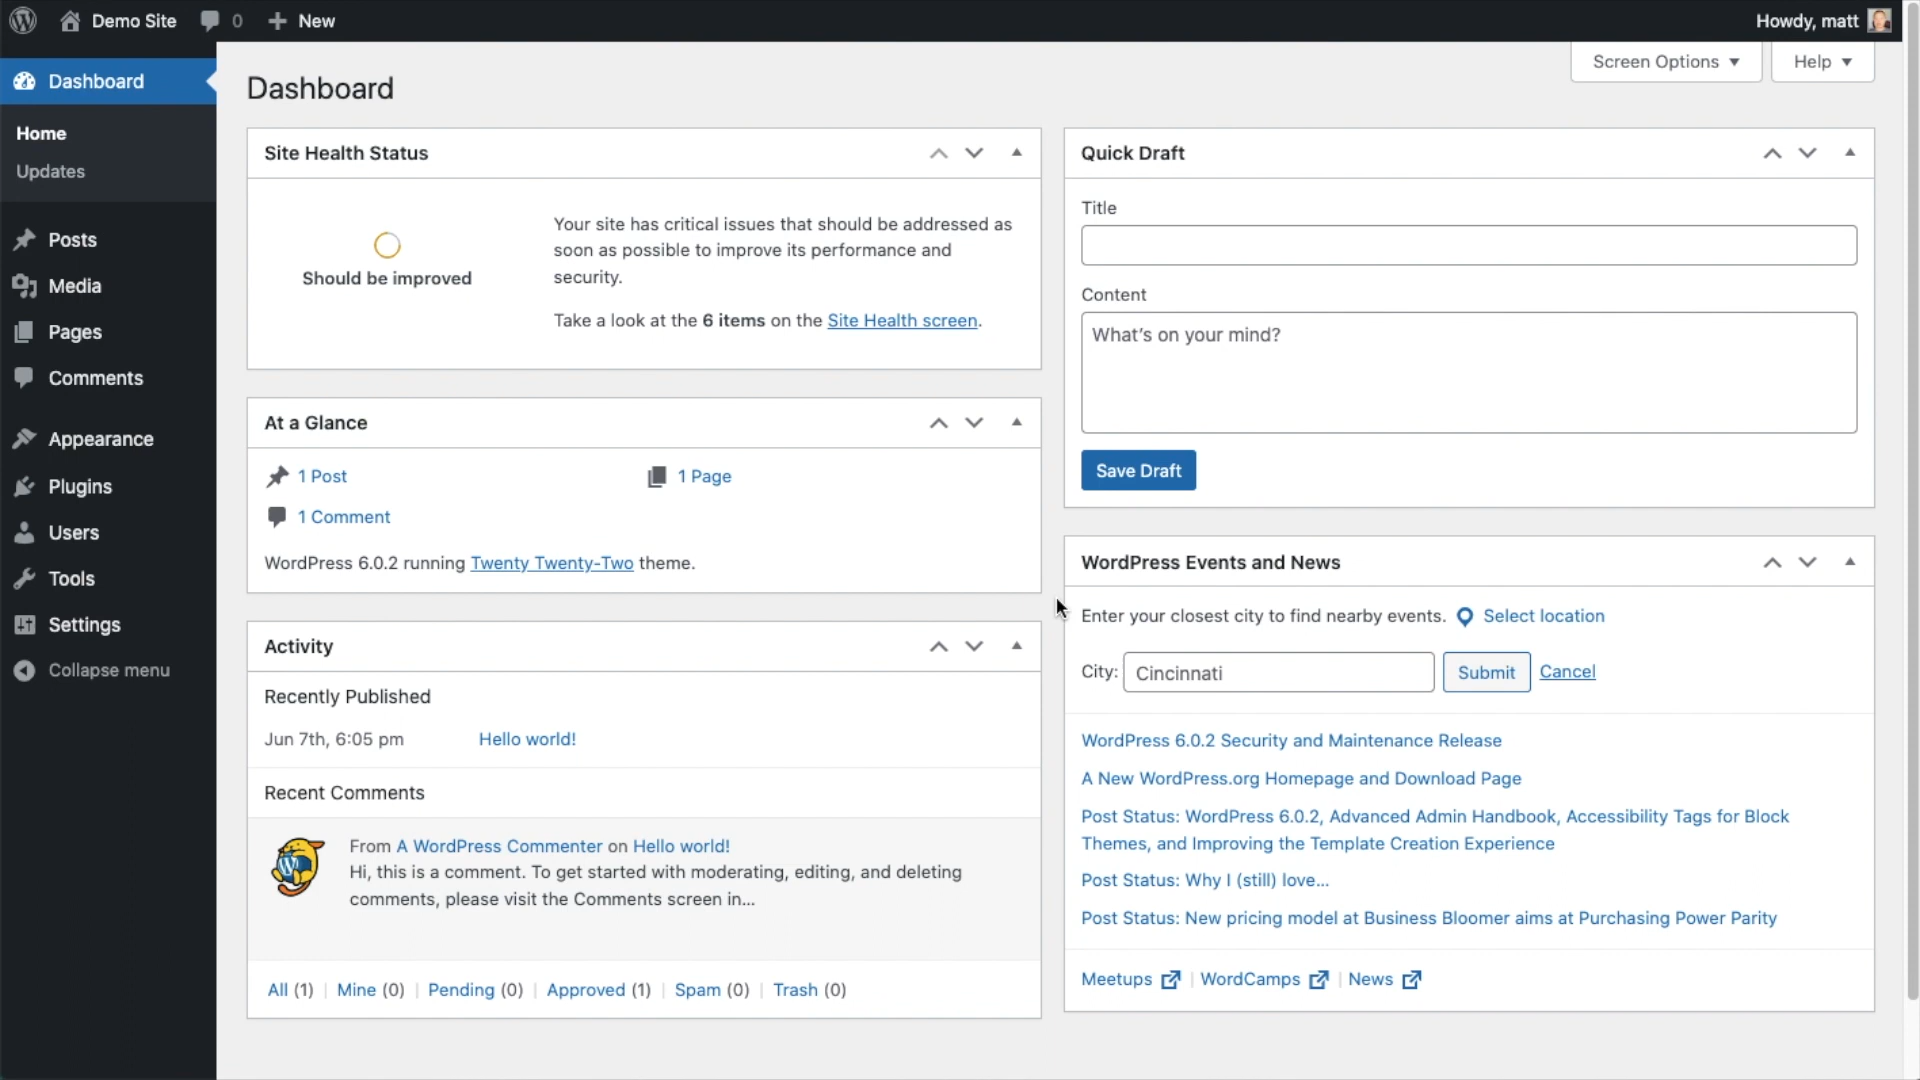 Demo Site
0
New
Howdy, matt
Dashboard
Home
Updates
Posts
Media
Pages
Comments
Appearance
Plugins
Users
Tools
Settings
Collapse menu
Screen Options
Help
Dashboard
Site Health Status
Should be improved
Your site has critical issues that should be addressed as
soon as possible to improve its performance and
security.
Take a look at the 6 items on the Site Health screen.
At a Glance
1 Post
1 Page
1 Comment
WordPress 6.0.2 running Twenty Twenty-Two theme.
Activity
Recently Published
Jun 7th, 6:05 pm
Hello world!
Recent Comments
From A WordPress Commenter on Hello world!
Hi, this is a comment. To get started with moderating, editing, and deleting
comments, please visit the Comments screen in…
All (1) | Mine (0) | Pending (0) | Approved (1) | Spam (0) | Trash (0)
Quick Draft
Title
Content
What’s on your mind?
Save Draft
WordPress Events and News
Enter your closest city to find nearby events. Select location
City: Cincinnati Submit Cancel
WordPress 6.0.2 Security and Maintenance Release
A New WordPress.org Homepage and Download Page
Post Status: WordPress 6.0.2, Advanced Admin Handbook, Accessibility Tags for Block
Themes, and Improving the Template Creation Experience
Post Status: Why I (still) love…
Post Status: New pricing model at Business Bloomer aims at Purchasing Power Parity
Meetups | WordCamps | News